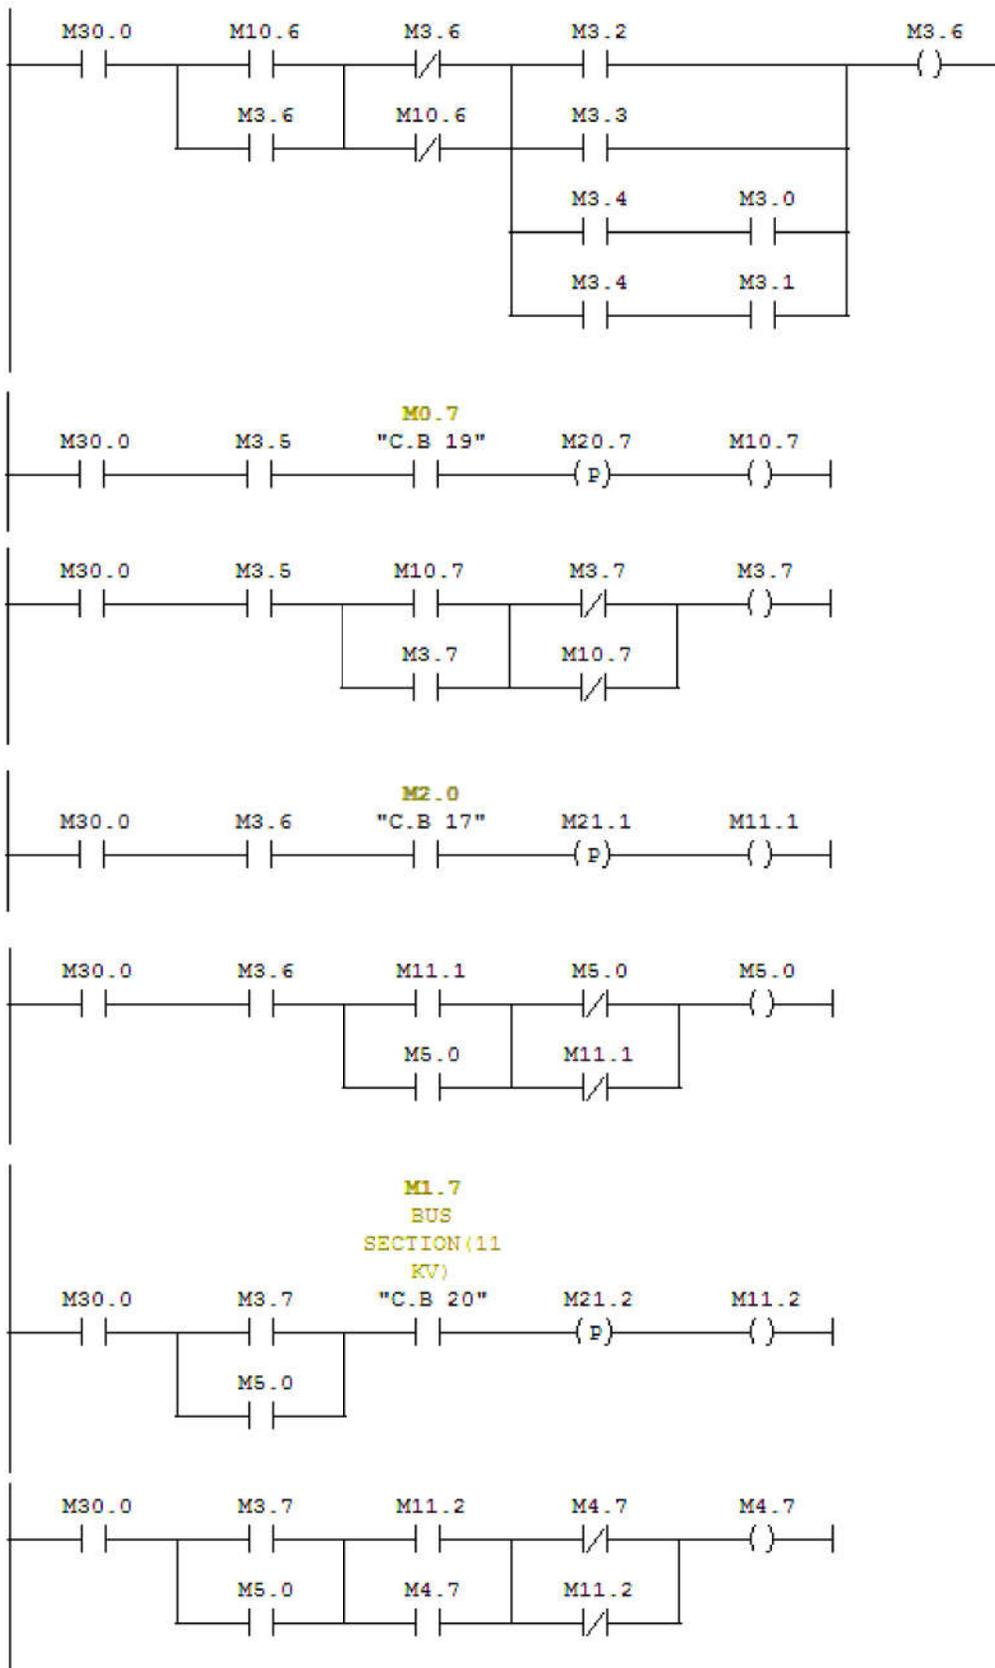 M30.0 M10.6 M3.6 M3.2 M3.6
M3.6 M10.6 M3.3
M3.4 M3.0
M3.4 M3.1
M0.7
M30.0 M3.5 "C.B 19" M20.7 M10.7
P
M30.0 M3.5 M10.7 M3.7 M3.7
M3.7 M10.7
M2.0
M30.0 M3.6 "C.B 17" M21.1 M11.1
P
M30.0 M3.6 M11.1 M5.0 M5.0
M5.0 M11.1
M1.7
BUS
SECTION(11
KV)
M30.0 M3.7 "C.B 20" M21.2 M11.2
P
M5.0
M30.0 M3.7 M11.2 M4.7 M4.7
M5.0 M4.7 M11.2